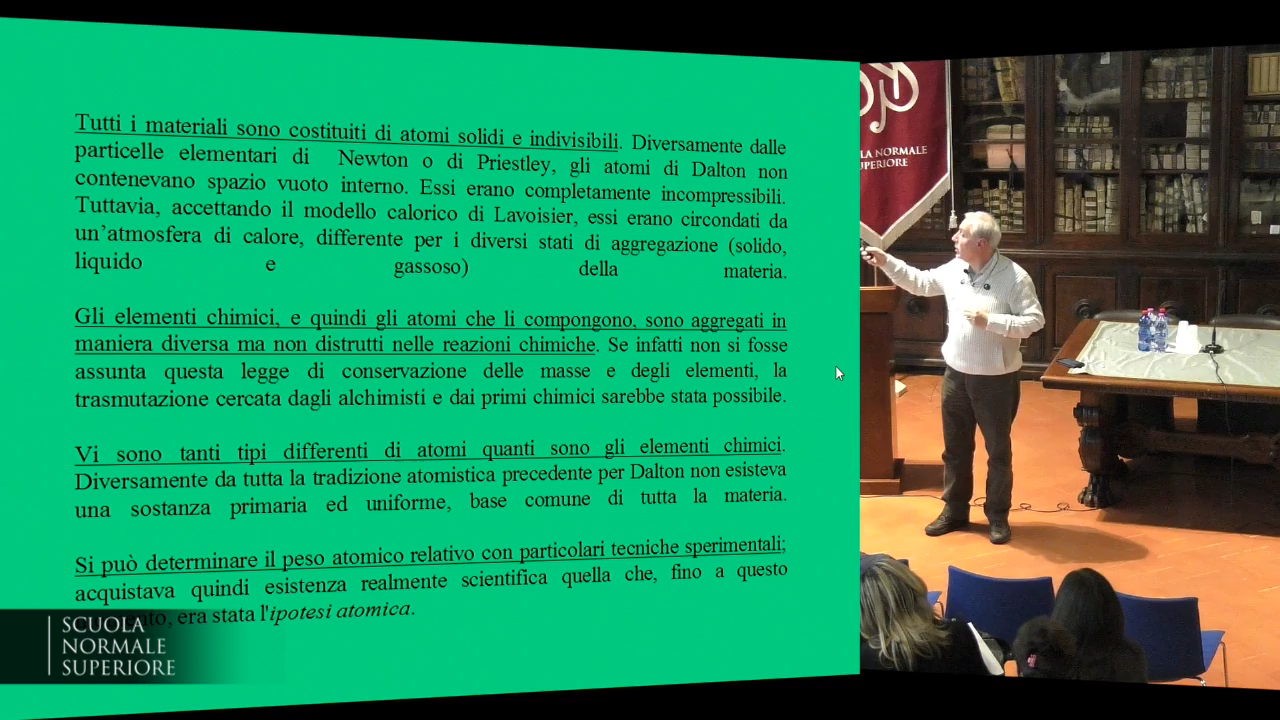 Tutti i materiali sono costituiti di atomi solidi e indivisibili. Diversamente dalle
particelle elementari di Newton o di Priestley, gli atomi di Dalton non
contenevano spazio vuoto interno. Essi erano completamente incompressibili.
Tuttavia, accettando il modello calorico di Lavoisier, essi erano circondati da
un’atmosfera di calore, differente per i diversi stati di aggregazione (solido,
liquido e gassoso) della materia.
Gli elementi chimici, e quindi gli atomi che li compongono, sono aggregati in
maniera diversa ma non distrutti nelle reazioni chimiche. Se infatti non si fosse
assunta questa legge di conservazione delle masse e degli elementi, la
trasmutazione cercata dagli alchimisti e dai primi chimici sarebbe stata possibile.
Vi sono tanti tipi differenti di atomi quanti sono gli elementi chimici.
Diversamente da tutta la tradizione atomistica precedente per Dalton non esisteva
una sostanza primaria ed uniforme, base comune di tutta la materia.
Si può determinare il peso atomico relativo con particolari tecniche sperimentali;
acquistava quindi esistenza realmente scientifica quella che, fino a questo
era stata l'ipotesi atomica.
SCUOLA
NORMALE
SUPERIORE
NORMALE